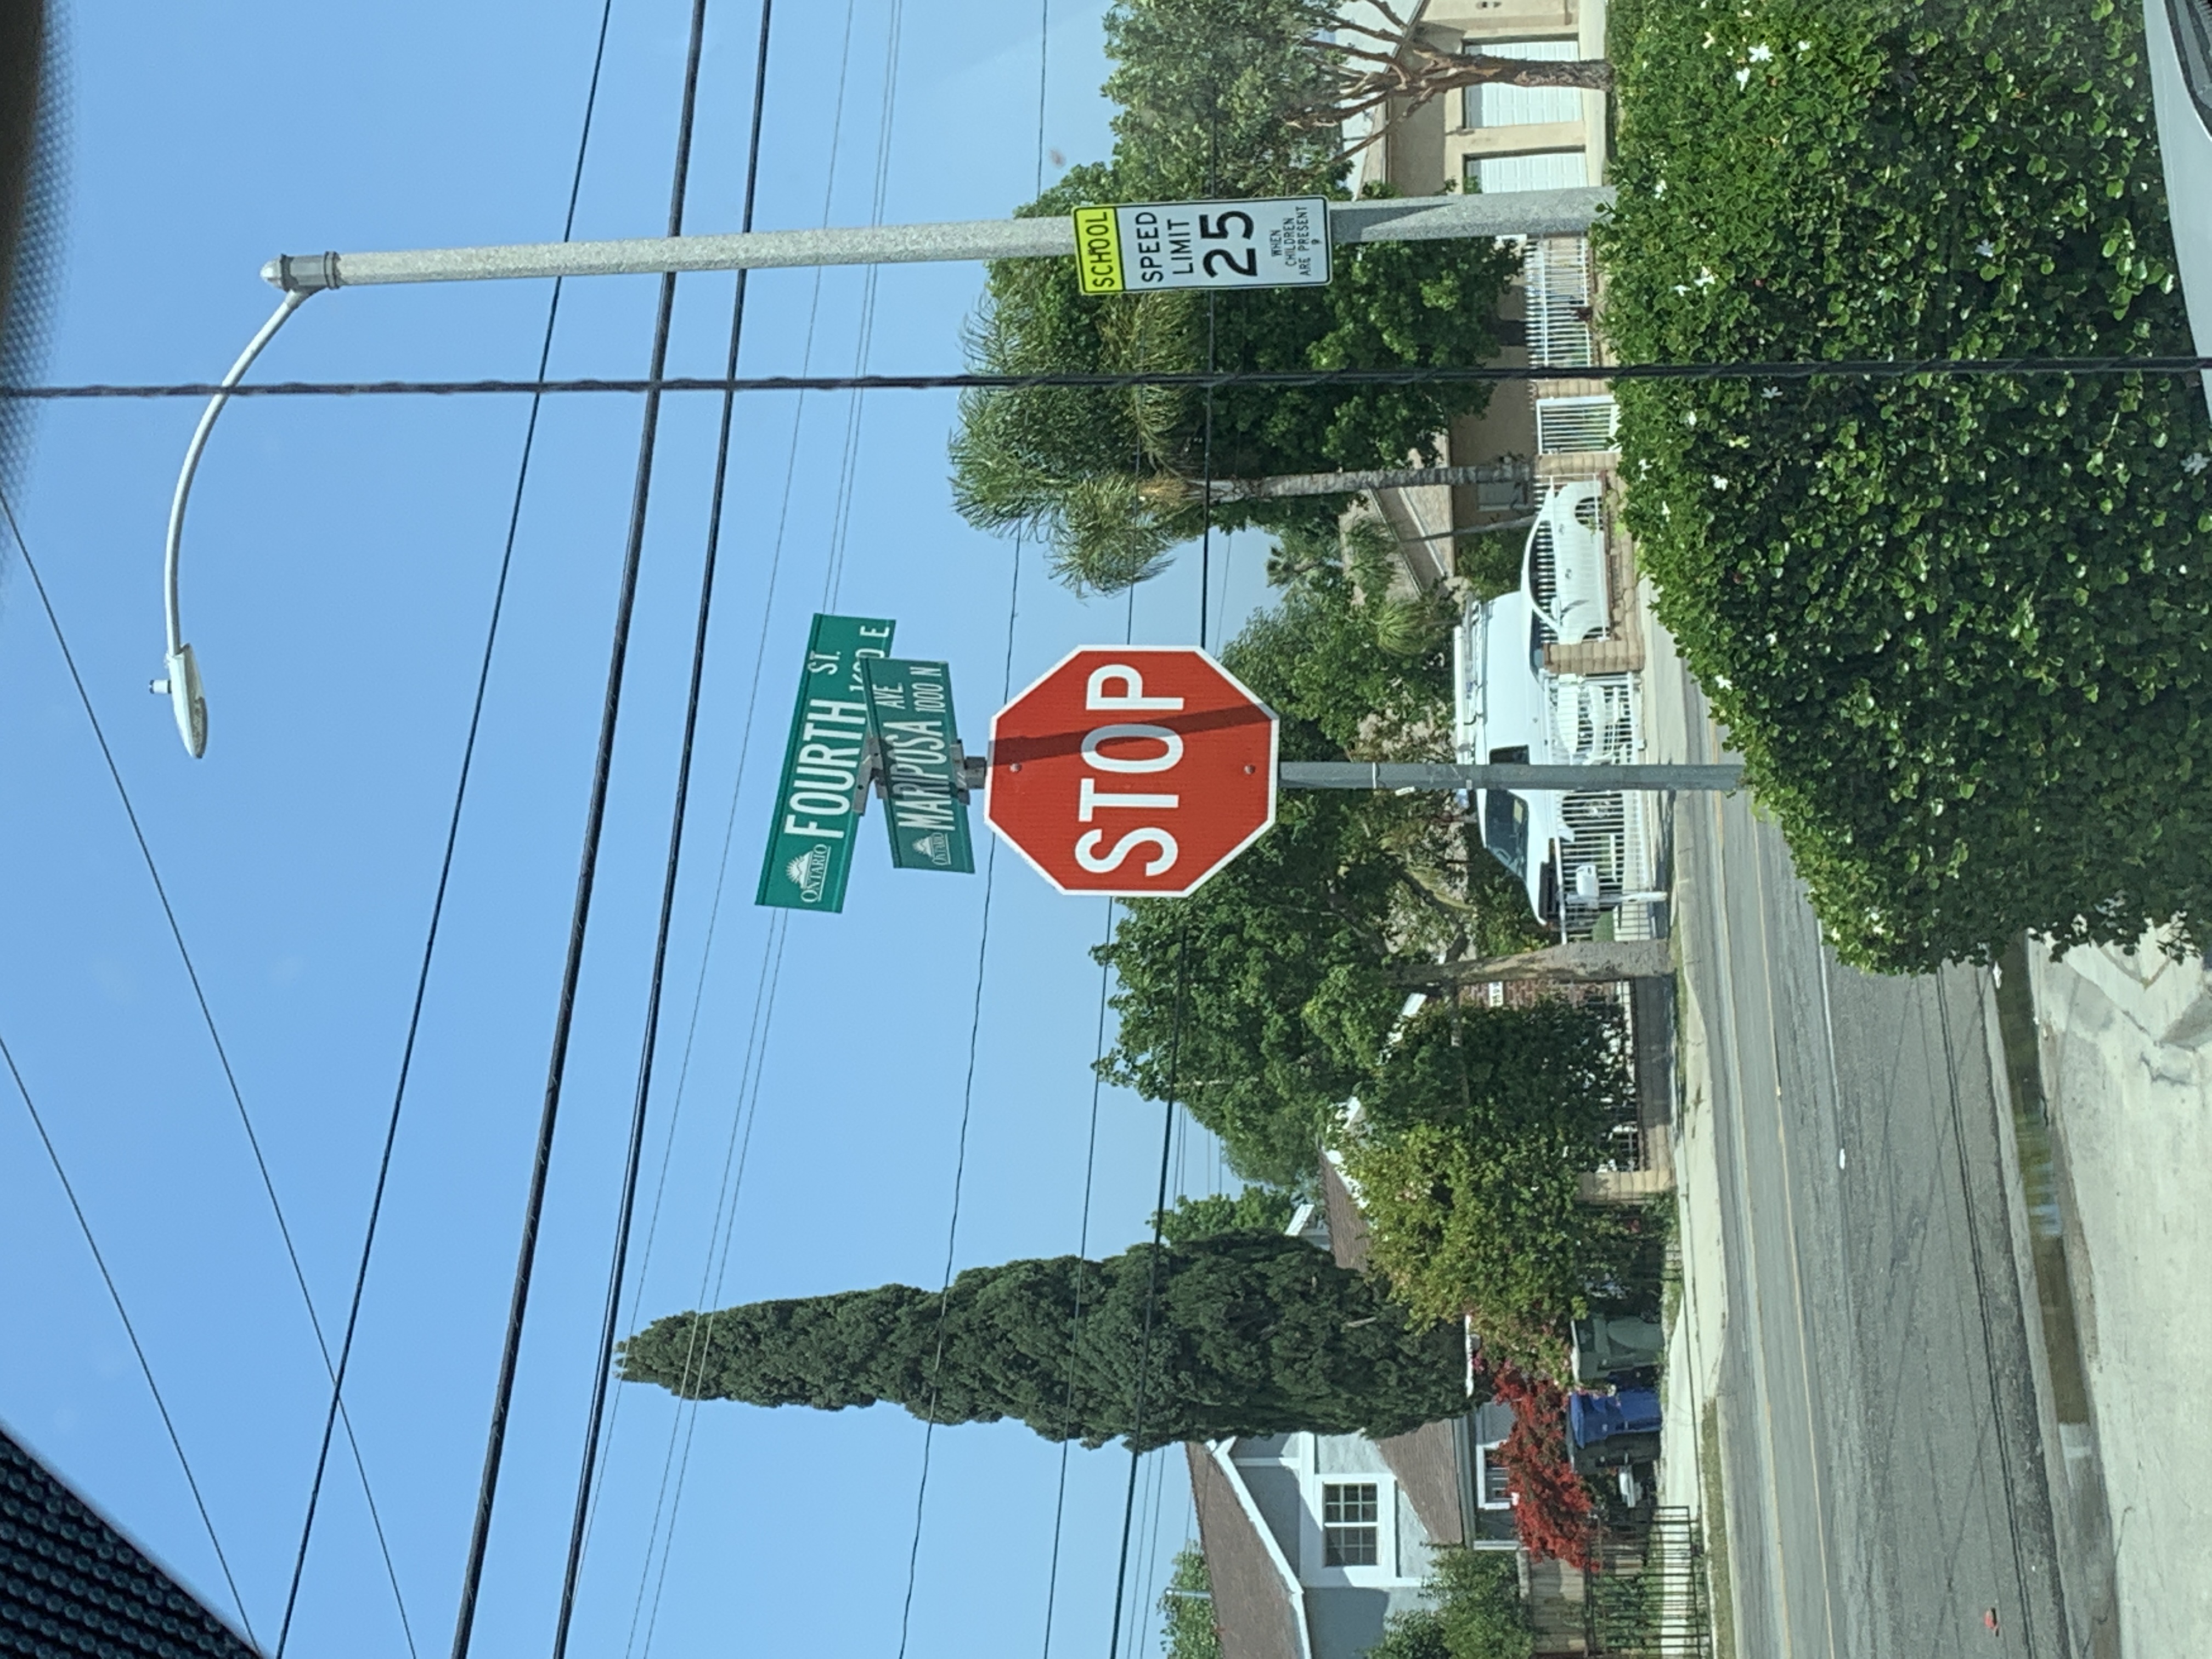 FOURTH ST.
ONTARIO
E
MARIPOSA AVE.
ONTARIO 1000 N
STOP
SCHOOL
SPEED
LIMIT
25
WHEN
CHILDREN
ARE PRESENT